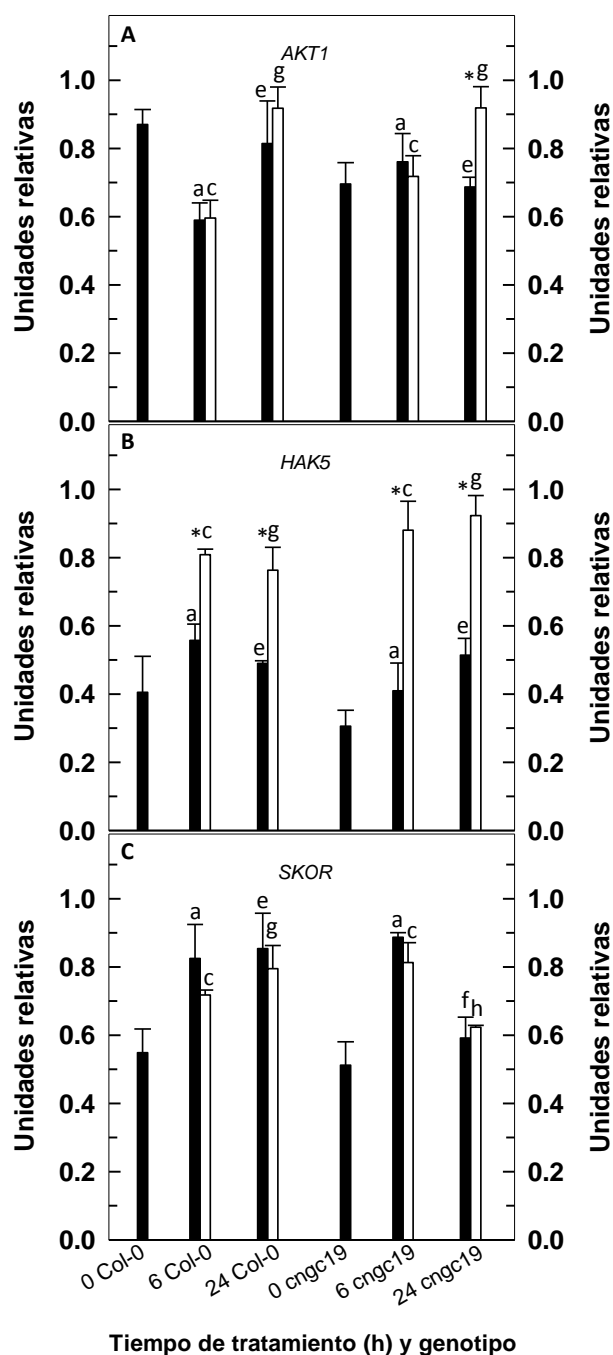 A
AKT1
Unidades relativas
Unidades relativas
1.0
0.8
0.6
0.4
0.2
0.0
1.0
0.8
0.6
0.4
0.2
0.0
a c
e g
a c
e *g
B
HAK5
Unidades relativas
Unidades relativas
1.0
0.8
0.6
0.4
0.2
0.0
1.0
0.8
0.6
0.4
0.2
0.0
a *c
e *g
a *c
e *g
C
SKOR
Unidades relativas
Unidades relativas
1.0
0.8
0.6
0.4
0.2
0.0
1.0
0.8
0.6
0.4
0.2
0.0
a c
e g
a c
f h
0 Col-0
6 Col-0
24 Col-0
0 cngc19
6 cngc19
24 cngc19
Tiempo de tratamiento (h) y genotipo